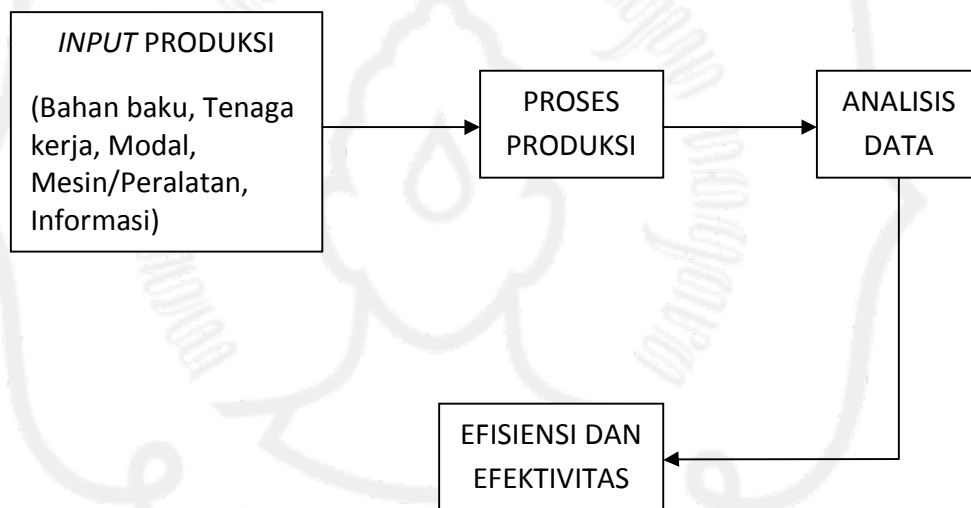 INPUT PRODUKSI
(Bahan baku, Tenaga
kerja, Modal,
Mesin/Peralatan,
Informasi)
PROSES
PRODUKSI
ANALISIS
DATA
EFISIENSI DAN
EFEKTIVITAS